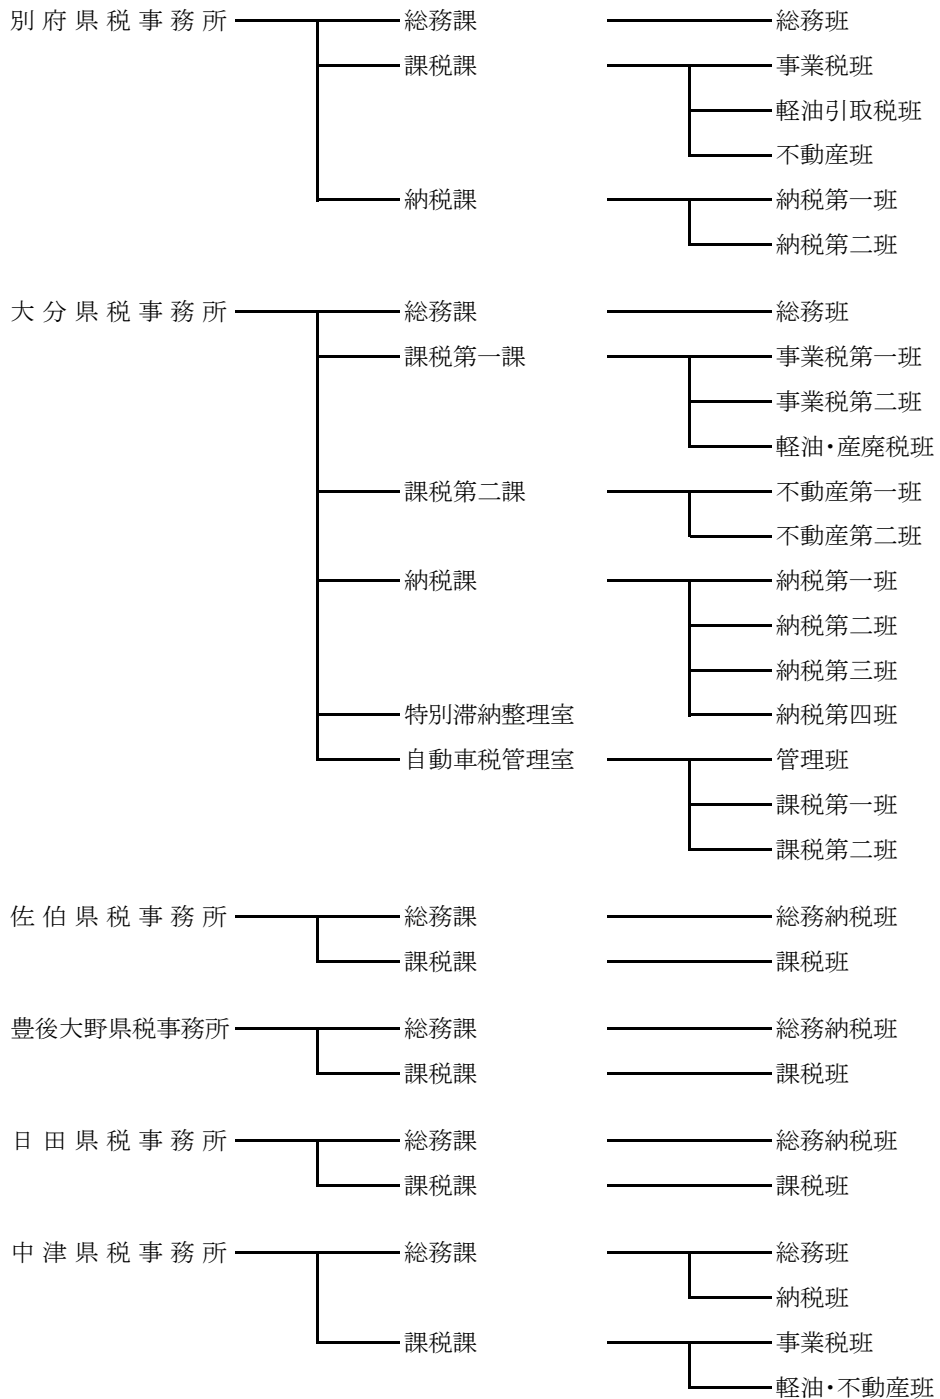 別府県税事務所 総務課 総務班
課税課 事業税班
軽油引取税班
不動産班
納税課 納税第一班
納税第二班
大分県税事務所 総務課 総務班
課税第一課 事業税第一班
事業税第二班
軽油・産廃税班
課税第二課 不動産第一班
不動産第二班
納税課 納税第一班
納税第二班
納税第三班
特別滞納整理室 納税第四班
自動車税管理室 管理班
課税第一班
課税第二班
佐伯県税事務所 総務課 総務納税班
課税課 課税班
豊後大野県税事務所 総務課 総務納税班
課税課 課税班
日田県税事務所 総務課 総務納税班
課税課 課税班
中津県税事務所 総務課 総務班
納税班
課税課 事業税班
軽油・不動産班